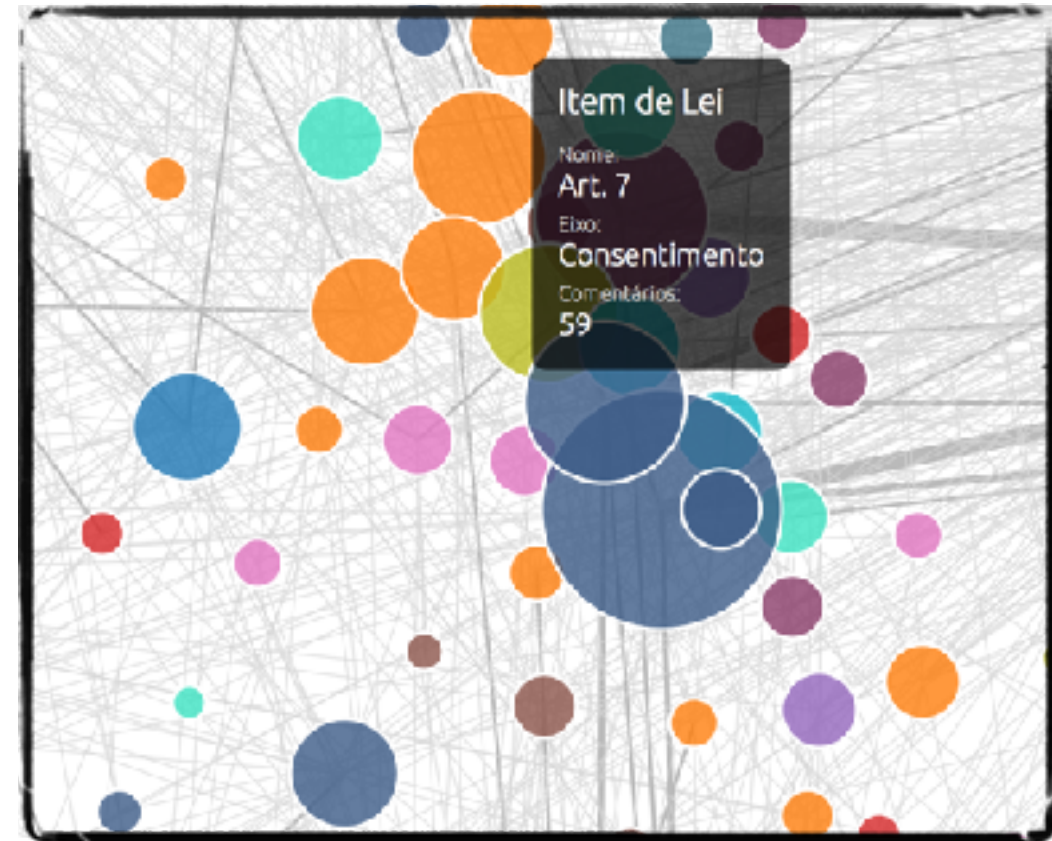 Item de Lei
Nome:
Art. 7
Eixo:
Consentimento
Comentários:
59